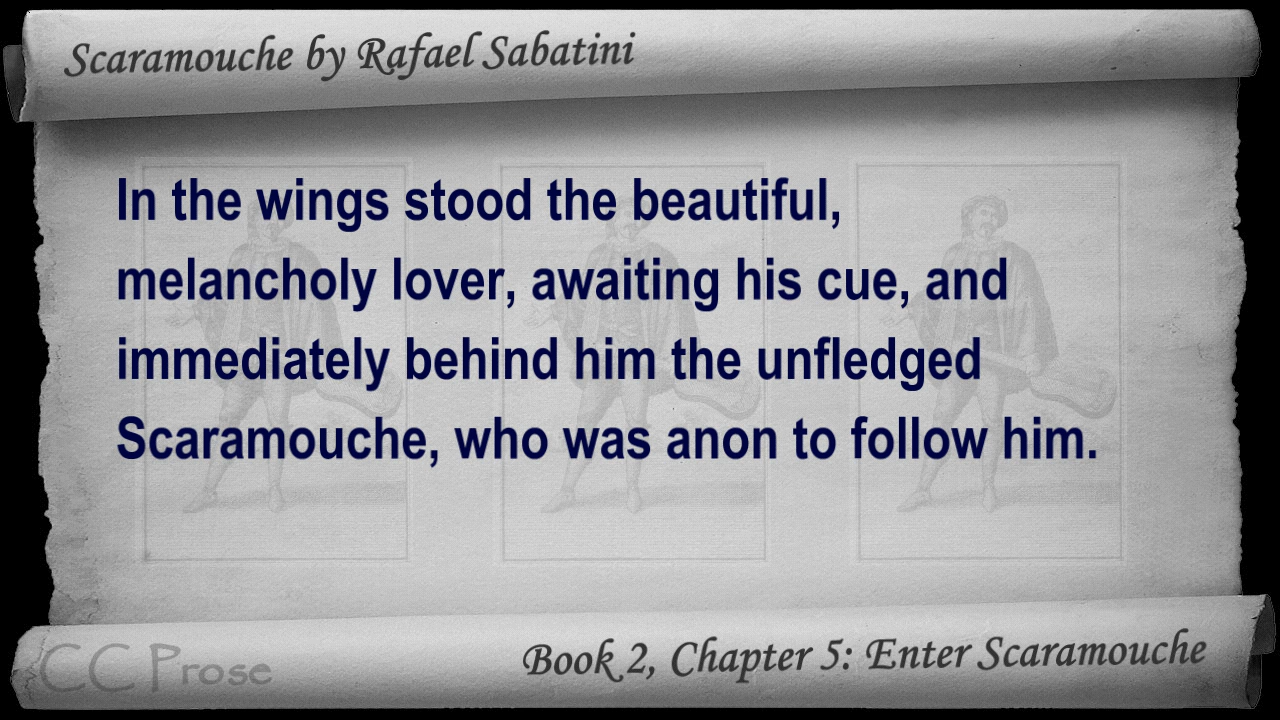 Scaramouche by Rafael Sabatini
In the wings stood the beautiful,
melancholy lover, awaiting his cue, and
immediately behind him the unfledged
Scaramouche, who was anon to follow him.
Book 2, Chapter 5: Enter Scaramouche
CC Prose